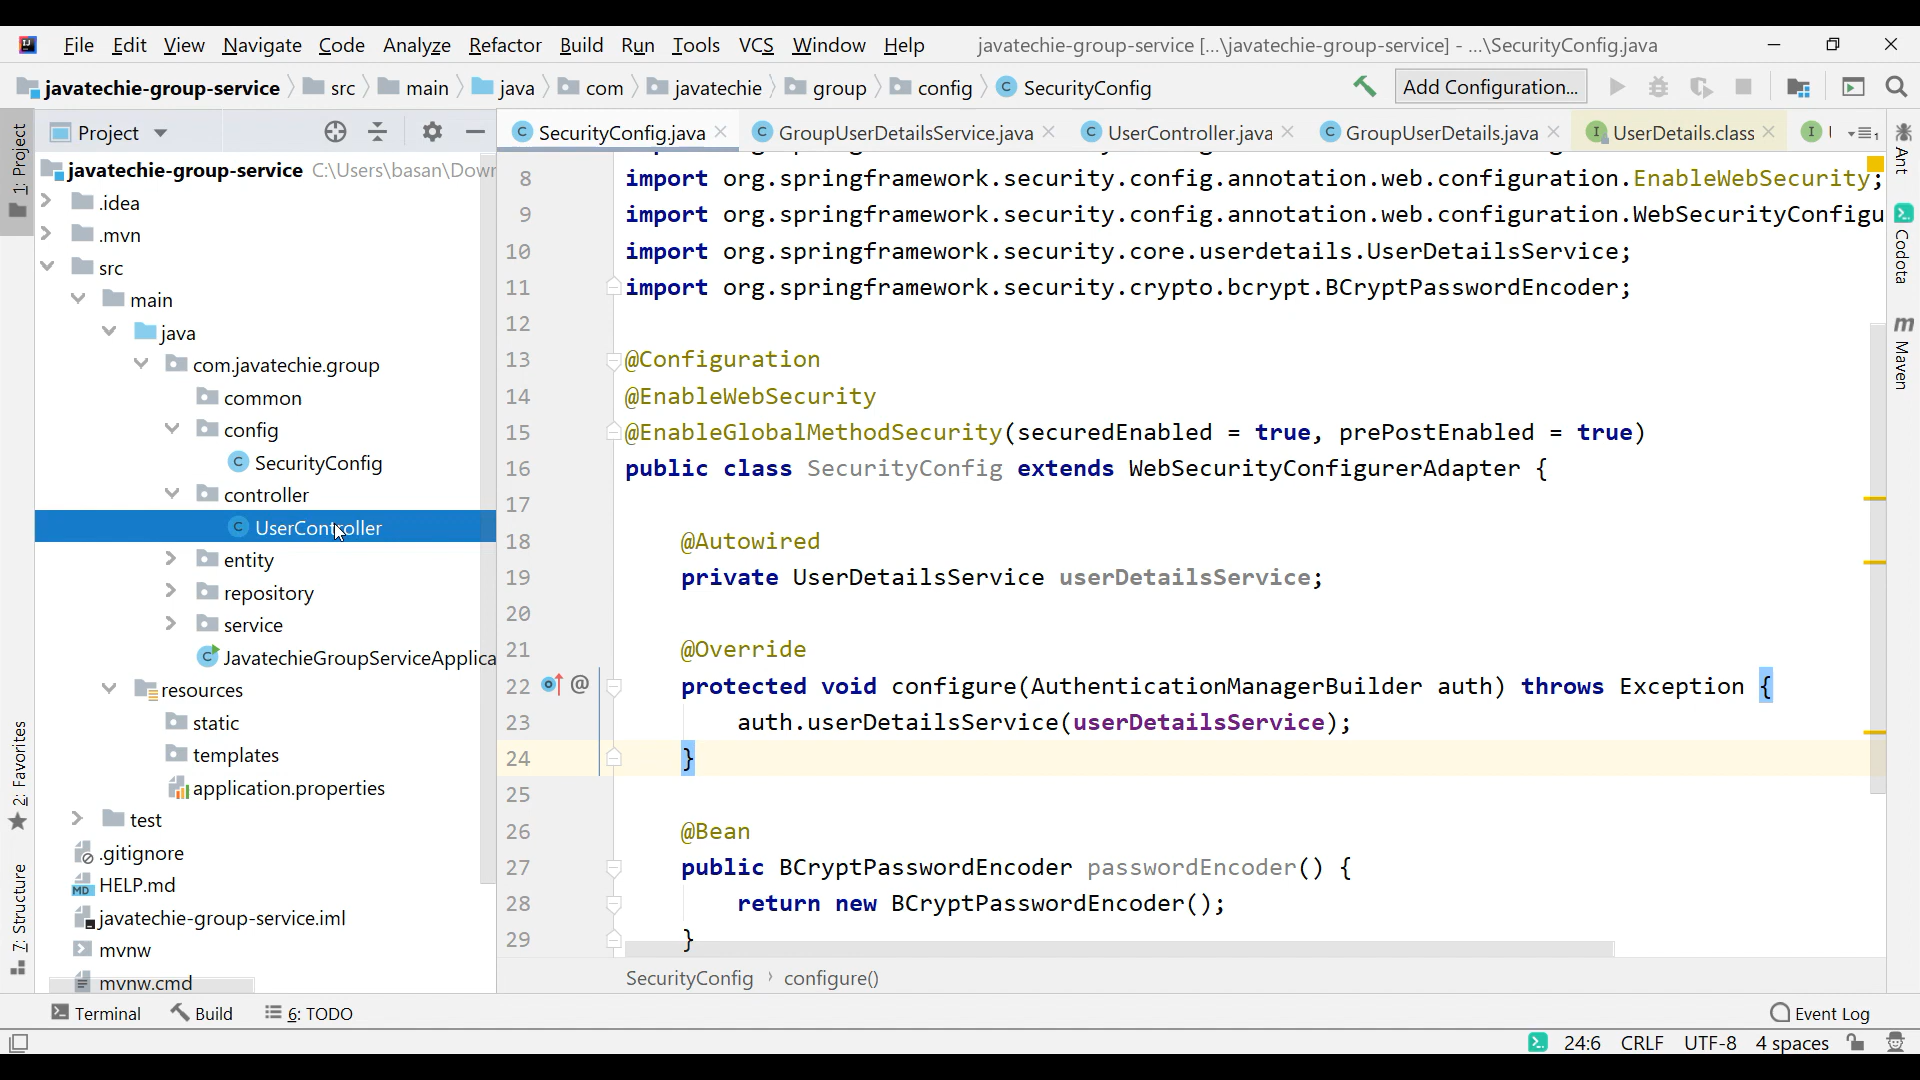 File Edit View Navigate Code Analyze Refactor Build Run Tools VCS Window Help javatechie-group-service [...\javatechie-group-service] - ...\SecurityConfig.java
javatechie-group-service src main java com javatechie group config SecurityConfig Add Configuration...
Project SecurityConfig.java GroupUserDetailsService.java UserController.java GroupUserDetails.java UserDetails.class
1: Project
2: Favorites
7: Structure
Ant
Codota
Maven
javatechie-group-service C:\Users\basan\Dow
.idea
.mvn
src
main
java
com.javatechie.group
common
config
SecurityConfig
controller
UserController
entity
repository
service
JavatechieGroupServiceApplica
resources
static
templates
application.properties
test
.gitignore
HELP.md
javatechie-group-service.iml
mvnw
mvnw.cmd
8 import org.springframework.security.config.annotation.web.configuration.EnableWebSecurity;
9 import org.springframework.security.config.annotation.web.configuration.WebSecurityConfigu
10 import org.springframework.security.core.userdetails.UserDetailsService;
11 import org.springframework.security.crypto.bcrypt.BCryptPasswordEncoder;
12
13 @Configuration
14 @EnableWebSecurity
15 @EnableGlobalMethodSecurity(securedEnabled = true, prePostEnabled = true)
16 public class SecurityConfig extends WebSecurityConfigurerAdapter {
17
18 @Autowired
19 private UserDetailsService userDetailsService;
20
21 @Override
22 @ protected void configure(AuthenticationManagerBuilder auth) throws Exception {
23 auth.userDetailsService(userDetailsService);
24 }
25
26 @Bean
27 public BCryptPasswordEncoder passwordEncoder() {
28 return new BCryptPasswordEncoder();
29 }
SecurityConfig › configure()
Terminal Build 6: TODO Event Log
24:6 CRLF UTF-8 4 spaces